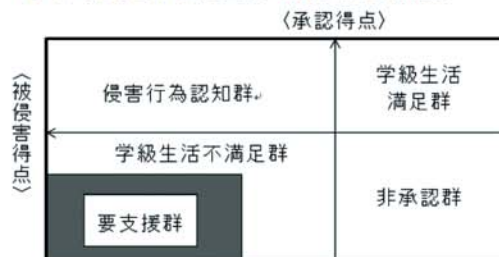 〈承認得点〉
〈被侵害得点〉
侵害行為認知群
学級生活
満足群
学級生活不満足群
非承認群
要支援群